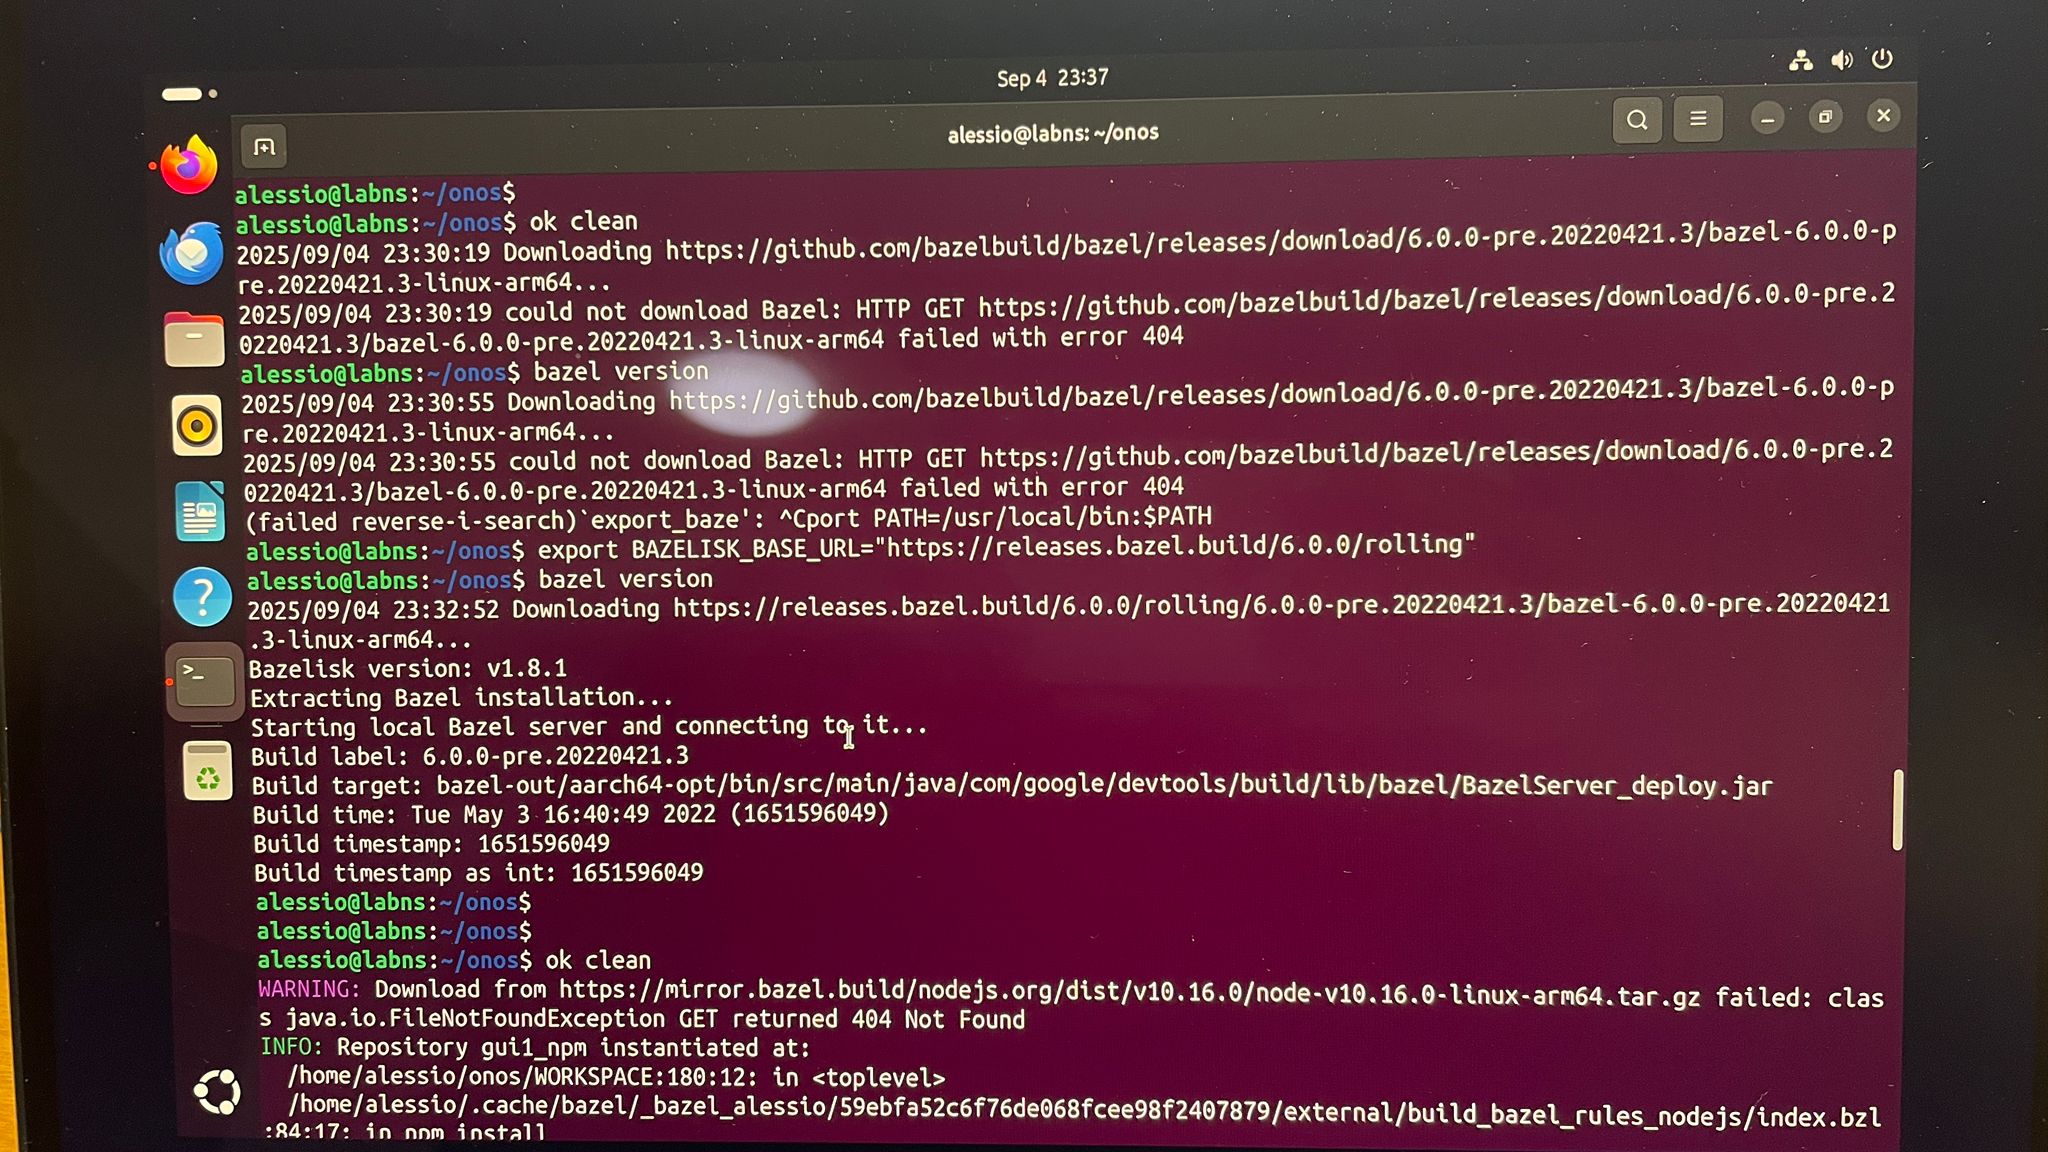 Sep 4 23:37
alessio@labns: ~/onos
alessio@labns:~/onos$
alessio@labns:~/onos$ ok clean
2025/09/04 23:30:19 Downloading https://github.com/bazelbuild/bazel/releases/download/6.0.0-pre.20220421.3/bazel-6.0.0-p
re.20220421.3-linux-arm64...
2025/09/04 23:30:19 could not download Bazel: HTTP GET https://github.com/bazelbuild/bazel/releases/download/6.0.0-pre.2
0220421.3/bazel-6.0.0-pre.20220421.3-linux-arm64 failed with error 404
alessio@labns:~/onos$ bazel version
2025/09/04 23:30:55 Downloading https://github.com/bazelbuild/bazel/releases/download/6.0.0-pre.20220421.3/bazel-6.0.0-p
re.20220421.3-linux-arm64...
2025/09/04 23:30:55 could not download Bazel: HTTP GET https://github.com/bazelbuild/bazel/releases/download/6.0.0-pre.2
0220421.3/bazel-6.0.0-pre.20220421.3-linux-arm64 failed with error 404
(failed reverse-i-search)`export_baze': ^Cport PATH=/usr/local/bin:$PATH
alessio@labns:~/onos$ export BAZELISK_BASE_URL="https://releases.bazel.build/6.0.0/rolling"
alessio@labns:~/onos$ bazel version
2025/09/04 23:32:52 Downloading https://releases.bazel.build/6.0.0/rolling/6.0.0-pre.20220421.3/bazel-6.0.0-pre.20220421
.3-linux-arm64...
Bazelisk version: v1.8.1
Extracting Bazel installation...
Starting local Bazel server and connecting to it...
Build label: 6.0.0-pre.20220421.3
Build target: bazel-out/aarch64-opt/bin/src/main/java/com/google/devtools/build/lib/bazel/BazelServer_deploy.jar
Build time: Tue May 3 16:40:49 2022 (1651596049)
Build timestamp: 1651596049
Build timestamp as int: 1651596049
alessio@labns:~/onos$
alessio@labns:~/onos$
alessio@labns:~/onos$ ok clean
WARNING: Download from https://mirror.bazel.build/nodejs.org/dist/v10.16.0/node-v10.16.0-linux-arm64.tar.gz failed: clas
s java.io.FileNotFoundException GET returned 404 Not Found
INFO: Repository gui1_npm instantiated at:
/home/alessio/onos/WORKSPACE:180:12: in <toplevel>
/home/alessio/.cache/bazel/_bazel_alessio/59ebfa52c6f76de068fcee98f2407879/external/build_bazel_rules_nodejs/index.bzl
:84:17: in npm_install